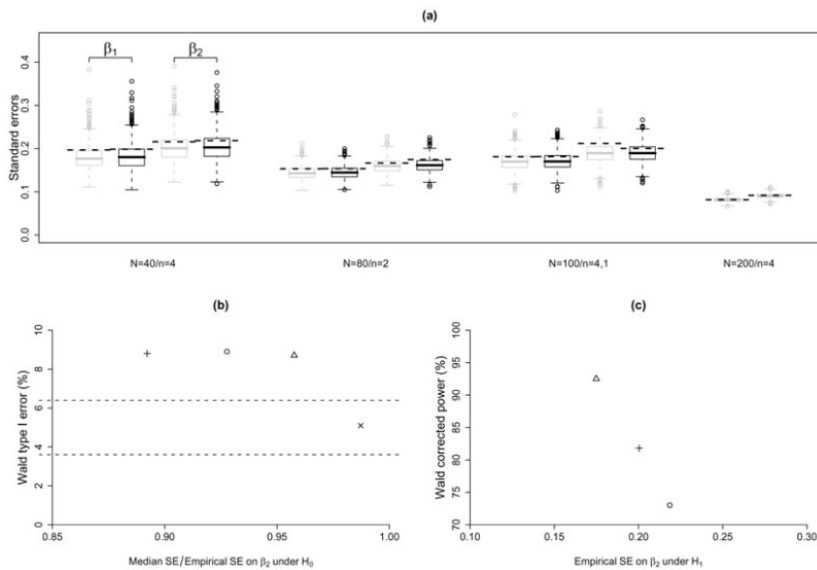 (a)
Standard errors
0.4
0.3
0.2
0.1
0.0
β1
β2
N=40/n=4
N=80/n=2
N=100/n=4,1
N=200/n=4
(b)
Wald type I error (%)
10
8
6
4
2
0
0.85
0.90
0.95
1.00
Median SE/Empirical SE on β2 under H0
(c)
Wald corrected power (%)
100
95
90
85
80
75
70
0.10
0.15
0.20
0.25
0.30
Empirical SE on β2 under H1